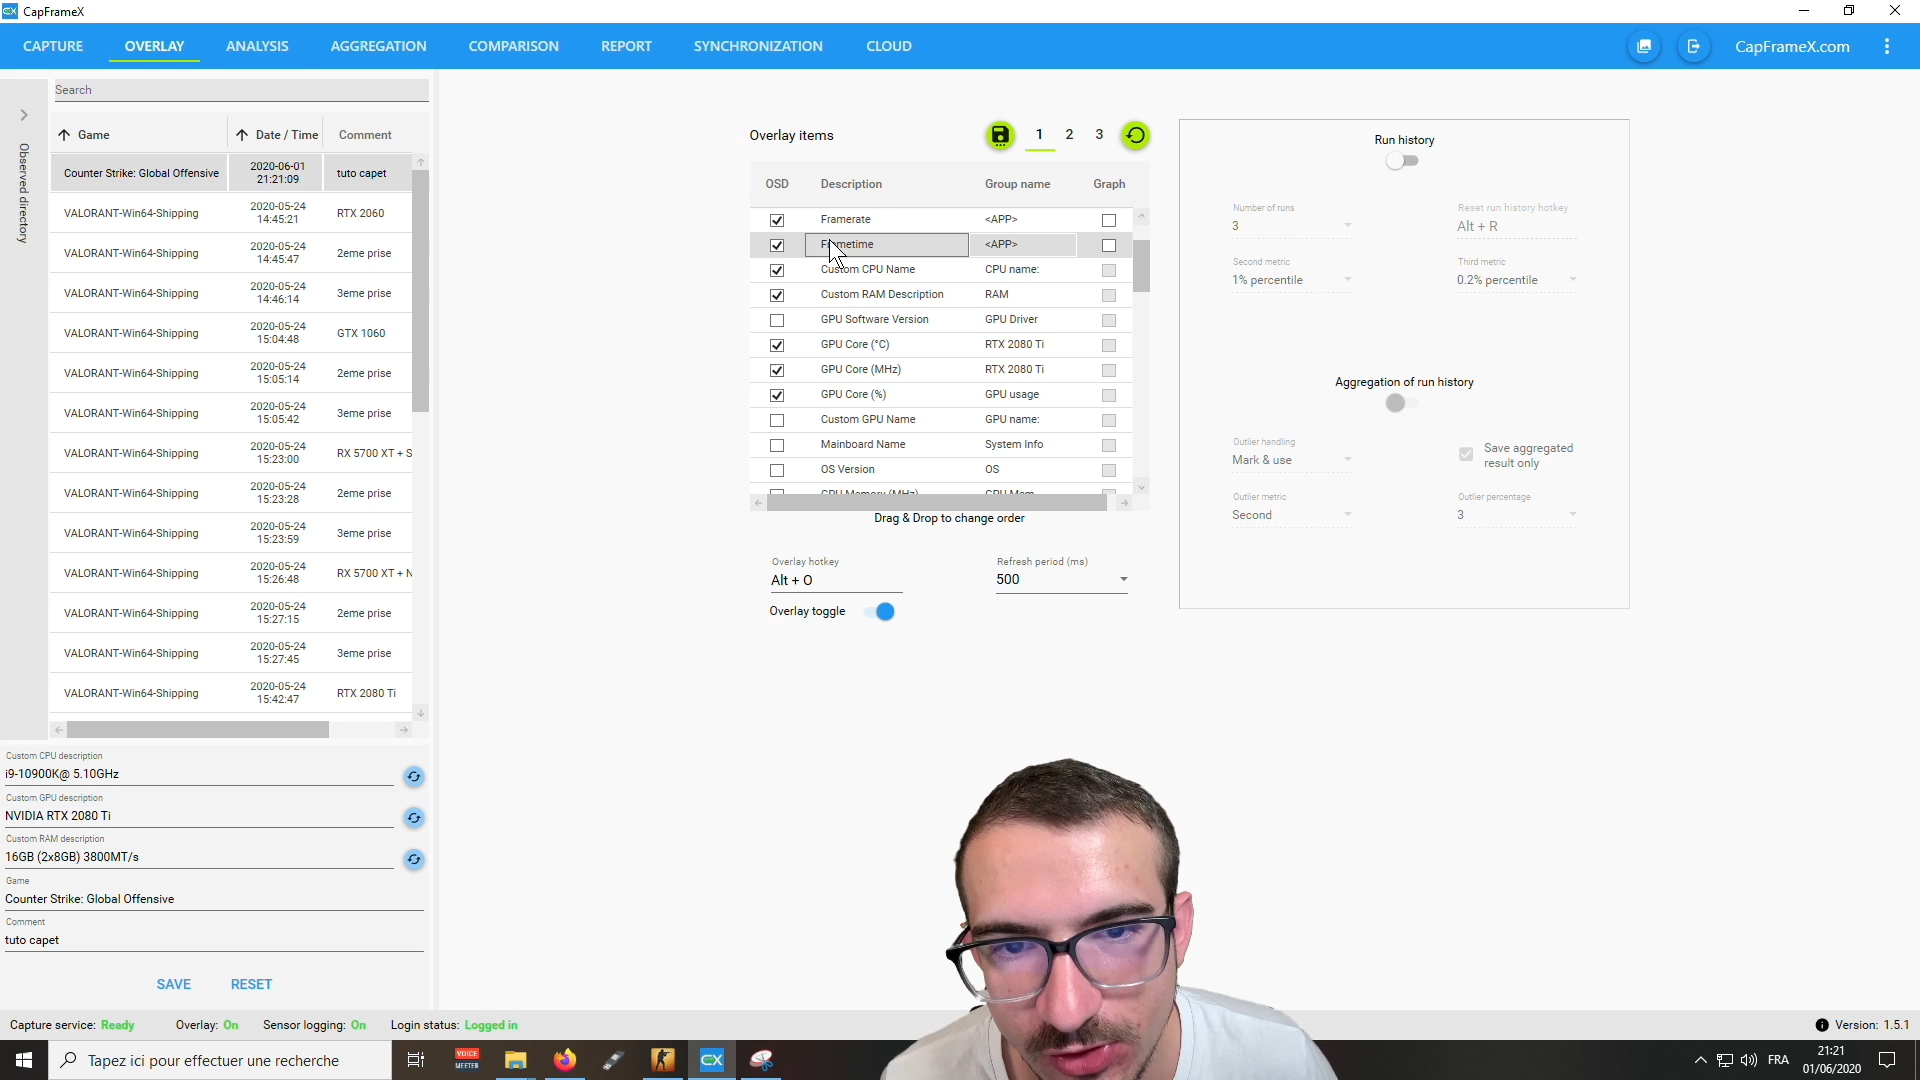 CX CapFrameX
CAPTURE OVERLAY ANALYSIS AGGREGATION COMPARISON REPORT SYNCHRONIZATION CLOUD CapFrameX.com
Search
Observed directory
Game Date / Time Comment
Counter Strike: Global Offensive 2020-06-01 21:21:09 tuto capet
VALORANT-Win64-Shipping 2020-05-24 14:45:21 RTX 2060
VALORANT-Win64-Shipping 2020-05-24 14:45:47 2eme prise
VALORANT-Win64-Shipping 2020-05-24 14:46:14 3eme prise
VALORANT-Win64-Shipping 2020-05-24 15:04:48 GTX 1060
VALORANT-Win64-Shipping 2020-05-24 15:05:14 2eme prise
VALORANT-Win64-Shipping 2020-05-24 15:05:42 3eme prise
VALORANT-Win64-Shipping 2020-05-24 15:23:00 RX 5700 XT + S
VALORANT-Win64-Shipping 2020-05-24 15:23:28 2eme prise
VALORANT-Win64-Shipping 2020-05-24 15:23:59 3eme prise
VALORANT-Win64-Shipping 2020-05-24 15:26:48 RX 5700 XT + N
VALORANT-Win64-Shipping 2020-05-24 15:27:15 2eme prise
VALORANT-Win64-Shipping 2020-05-24 15:27:45 3eme prise
VALORANT-Win64-Shipping 2020-05-24 15:42:47 RTX 2080 Ti
Custom CPU description
i9-10900K@ 5.10GHz
Custom GPU description
NVIDIA RTX 2080 Ti
Custom RAM description
16GB (2x8GB) 3800MT/s
Game
Counter Strike: Global Offensive
Comment
tuto capet
SAVE RESET
Overlay items 1 2 3
OSD Description Group name Graph
Framerate <APP>
Frametime <APP>
Custom CPU Name CPU name:
Custom RAM Description RAM
GPU Software Version GPU Driver
GPU Core (°C) RTX 2080 Ti
GPU Core (MHz) RTX 2080 Ti
GPU Core (%) GPU usage
Custom GPU Name GPU name:
Mainboard Name System Info
OS Version OS
GPU Memory (MHz) GPU Mem
Drag & Drop to change order
Overlay hotkey Refresh period (ms)
Alt + O 500
Overlay toggle
Run history
Number of runs Reset run history hotkey
3 Alt + R
Second metric Third metric
1% percentile 0.2% percentile
Aggregation of run history
Outlier handling
Mark & use
Save aggregated
result only
Outlier metric Outlier percentage
Second 3
Capture service: Ready Overlay: On Sensor logging: On Login status: Logged in Version: 1.5.1
Tapez ici pour effectuer une recherche
VOICE
MEETER
CX
FRA
21:21
01/06/2020